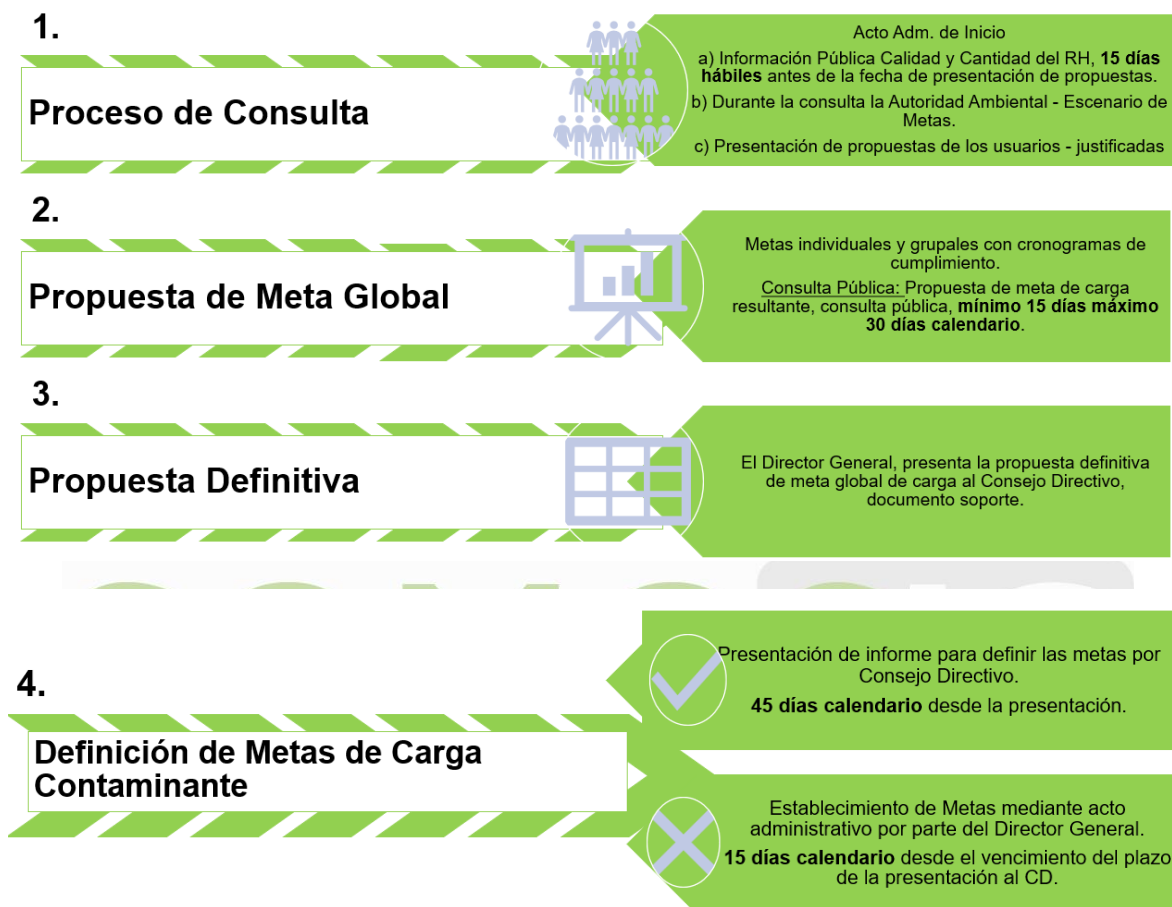 1.
Proceso de Consulta
Acto Adm. de Inicio
a) Información Pública Calidad y Cantidad del RH, 15 días
hábiles antes de la fecha de presentación de propuestas.
b) Durante la consulta la Autoridad Ambiental - Escenario de
Metas.
c) Presentación de propuestas de los usuarios - justificadas
2.
Propuesta de Meta Global
Metas individuales y grupales con cronogramas de
cumplimiento.
Consulta Pública: Propuesta de meta de carga
resultante, consulta pública, mínimo 15 días máximo
30 días calendario.
3.
Propuesta Definitiva
El Director General, presenta la propuesta definitiva
de meta global de carga al Consejo Directivo,
documento soporte.
4.
Definición de Metas de Carga
Contaminante
Presentación de informe para definir las metas por
Consejo Directivo.
45 días calendario desde la presentación.
Establecimiento de Metas mediante acto
administrativo por parte del Director General.
15 días calendario desde el vencimiento del plazo
de la presentación al CD.